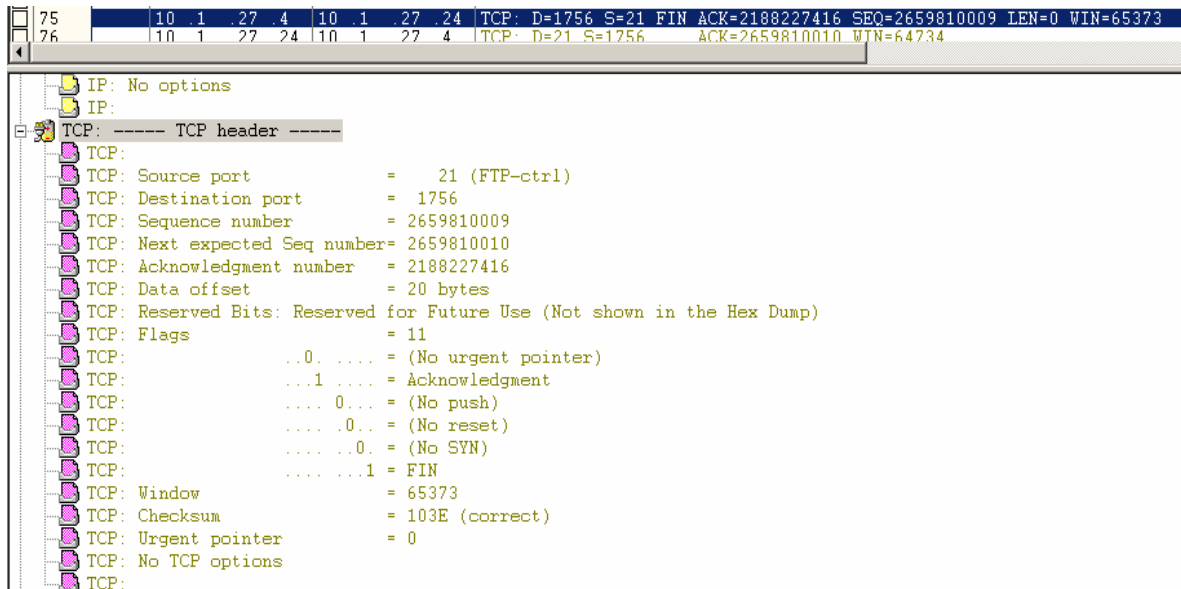 75 10 .1 .27 .4 10 .1 .27 .24 TCP: D=1756 S=21 FIN ACK=2188227416 SEQ=2659810009 LEN=0 WIN=65373
76 10 .1 .27 .24 10 .1 .27 .4 TCP: D=21 S=1756 ACK=2659810010 WIN=64734
IP: No options
IP:
TCP: ----- TCP header -----
TCP:
TCP: Source port = 21 (FTP-ctrl)
TCP: Destination port = 1756
TCP: Sequence number = 2659810009
TCP: Next expected Seq number= 2659810010
TCP: Acknowledgment number = 2188227416
TCP: Data offset = 20 bytes
TCP: Reserved Bits: Reserved for Future Use (Not shown in the Hex Dump)
TCP: Flags = 11
TCP: ..0. .... = (No urgent pointer)
TCP: ...1 .... = Acknowledgment
TCP: .... 0... = (No push)
TCP: .... .0.. = (No reset)
TCP: .... ..0. = (No SYN)
TCP: .... ...1 = FIN
TCP: Window = 65373
TCP: Checksum = 103E (correct)
TCP: Urgent pointer = 0
TCP: No TCP options
TCP: